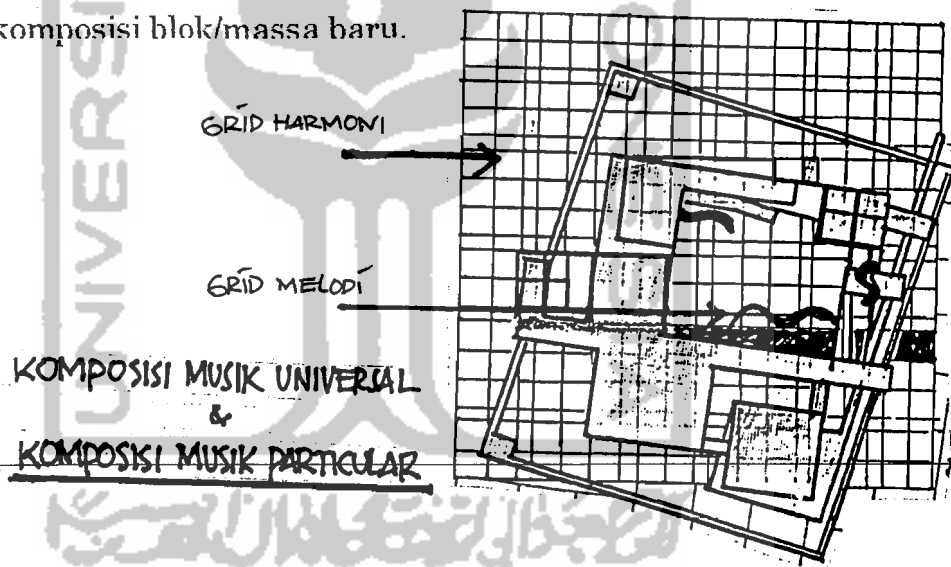 komposisi blok/massa baru.
GRID HARMONI
GRID MELODI
KOMPOSISI MUSIK UNIVERSAL
&
KOMPOSISI MUSIK PARTICULAR